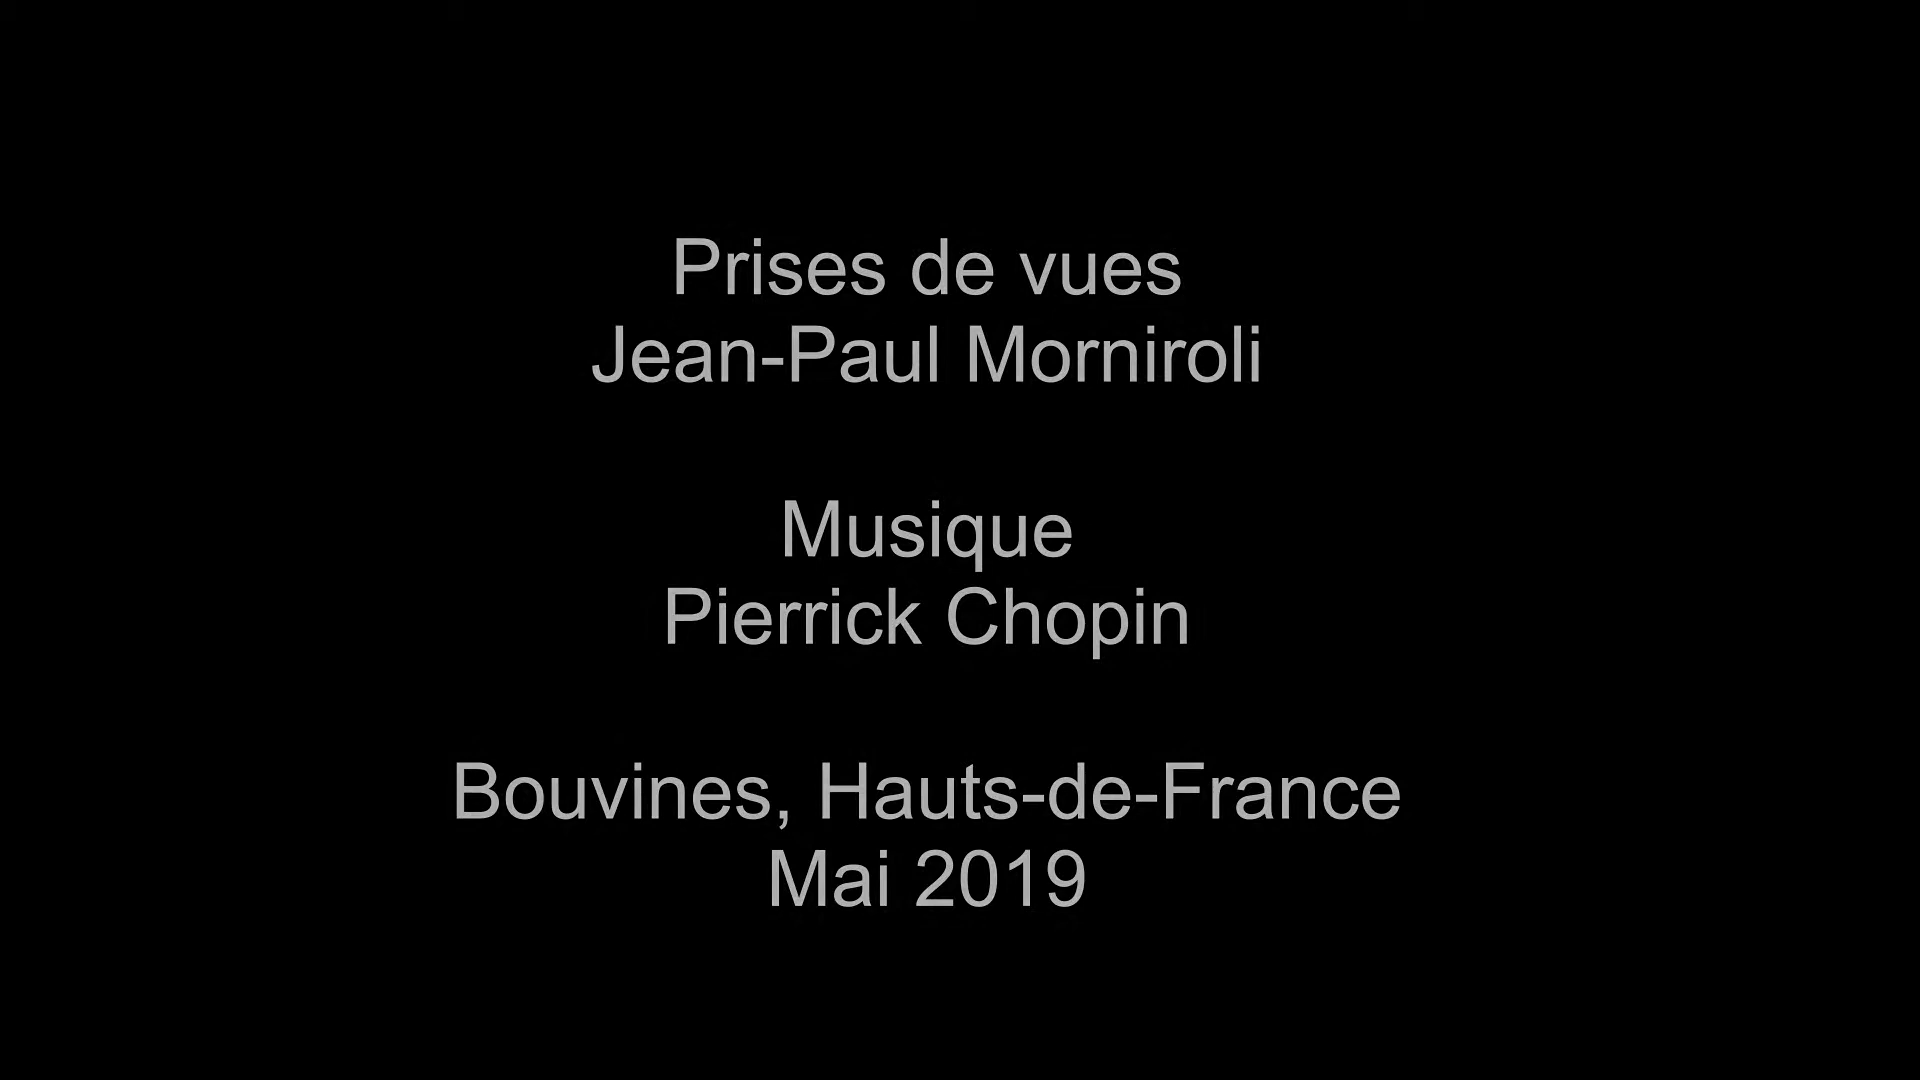 Prises de vues
Jean-Paul Morniroli
Musique
Pierrick Chopin
Bouvines, Hauts-de-France
Mai 2019